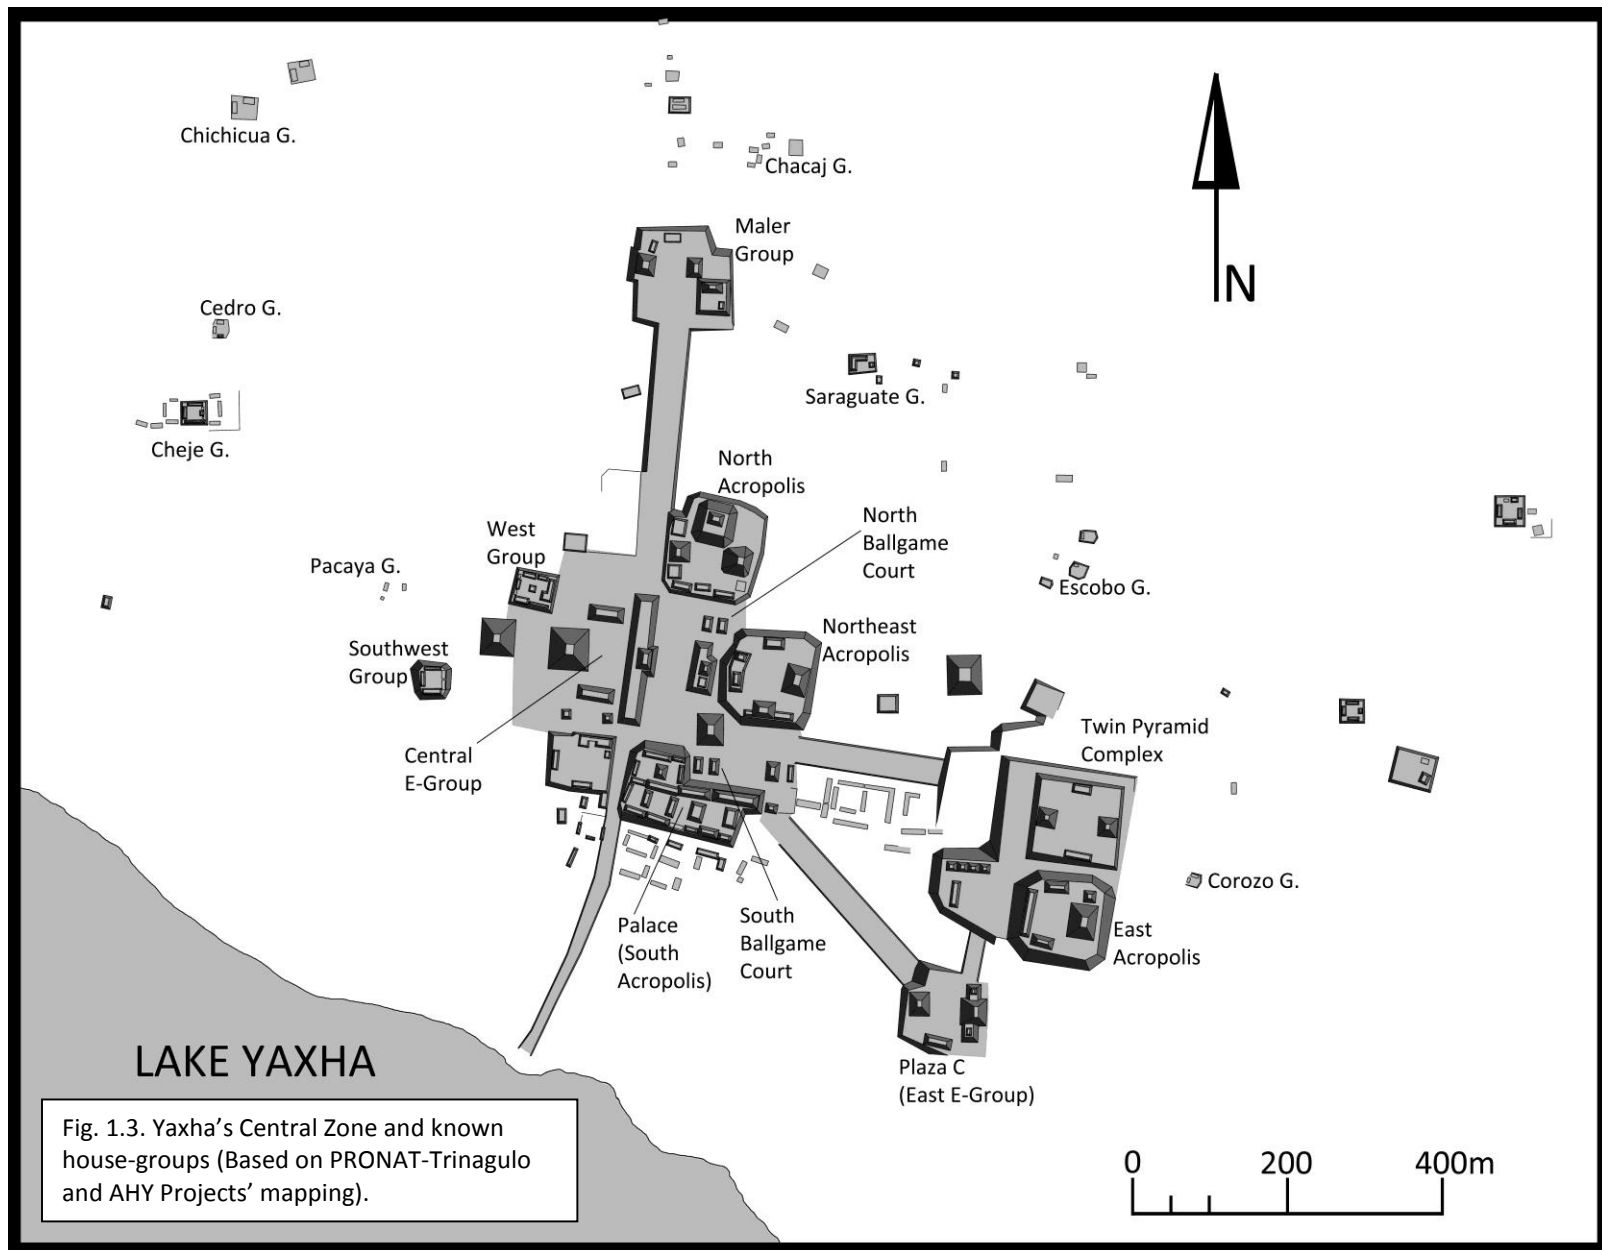 Chichicua G.
Chacaj G.
Maler
Group
N
Cedro G.
Saraguate G.
Cheje G.
North
Acropolis
North
Ballgame
Court
West
Group
Pacaya G.
Escobo G.
Northeast
Acropolis
Southwest
Group
Central
E-Group
Twin Pyramid
Complex
Corozo G.
Palace
(South
Acropolis)
South
Ballgame
Court
East
Acropolis
LAKE YAXHA
Plaza C
(East E-Group)
Fig. 1.3. Yaxha’s Central Zone and known
house-groups (Based on PRONAT-Trinagulo
and AHY Projects’ mapping).
0 200 400m